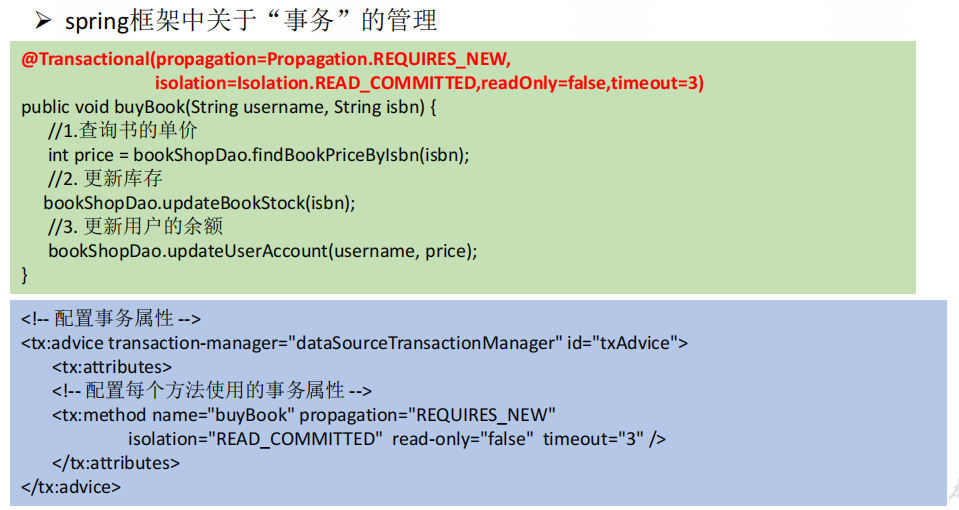 ➢ spring框架中关于“事务”的管理
@Transactional(propagation=Propagation.REQUIRES_NEW,
isolation=Isolation.READ_COMMITTED,readOnly=false,timeout=3)
public void buyBook(String username, String isbn) {
//1.查询书的单价
int price = bookShopDao.findBookPriceByIsbn(isbn);
//2. 更新库存
bookShopDao.updateBookStock(isbn);
//3. 更新用户的余额
bookShopDao.updateUserAccount(username, price);
}
<!-- 配置事务属性 -->
<tx:advice transaction-manager="dataSourceTransactionManager" id="txAdvice">
<tx:attributes>
<!-- 配置每个方法使用的事务属性 -->
<tx:method name="buyBook" propagation="REQUIRES_NEW"
isolation="READ_COMMITTED" read-only="false" timeout="3" />
</tx:attributes>
</tx:advice>